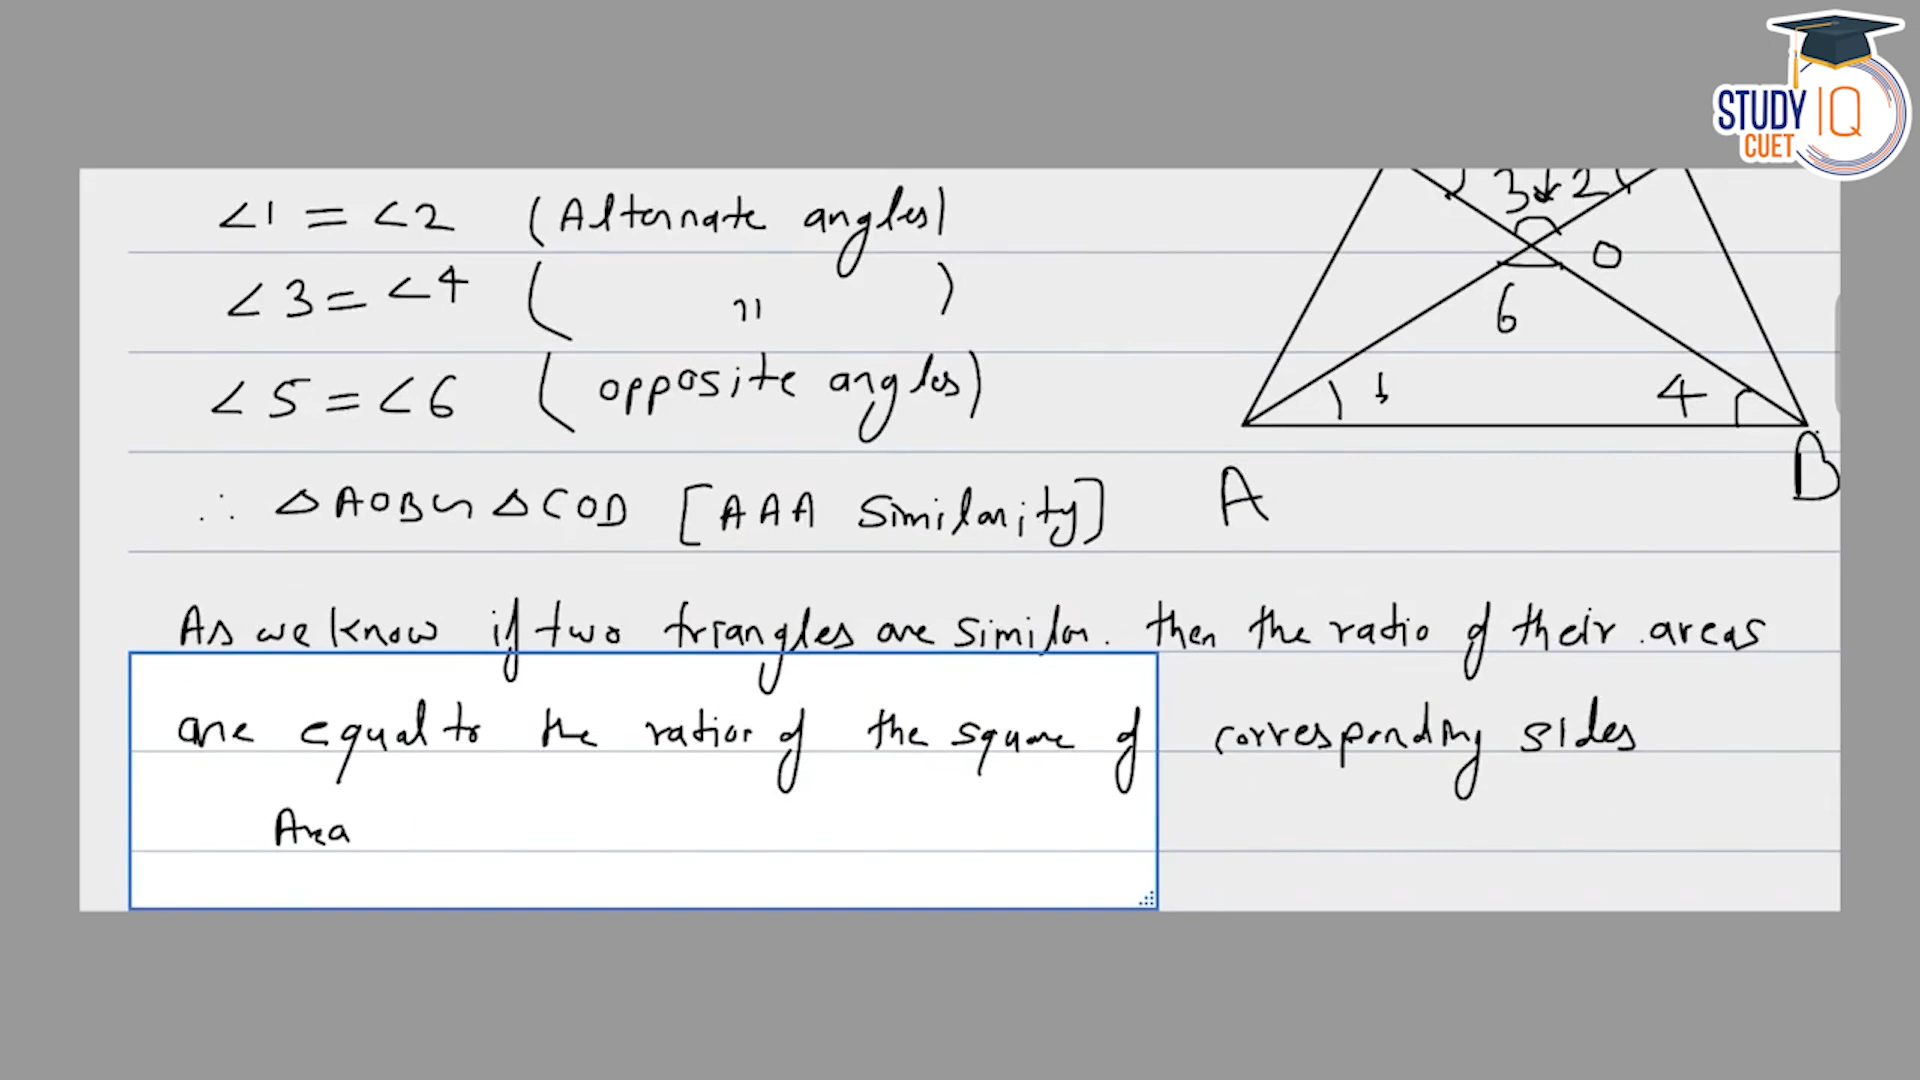 STUDY IQ
CUET
∠1 = ∠2 (Alternate angles)
∠3 = ∠4 ( " )
∠5 = ∠6 (opposite angles)
∴ △AOB ~ △COD [AAA Similarity]
As we know if two triangles are similar. then the ratio of their areas
are equal to the ratio of the square of corresponding sides
Area
3 2
O
6
1 4
A B